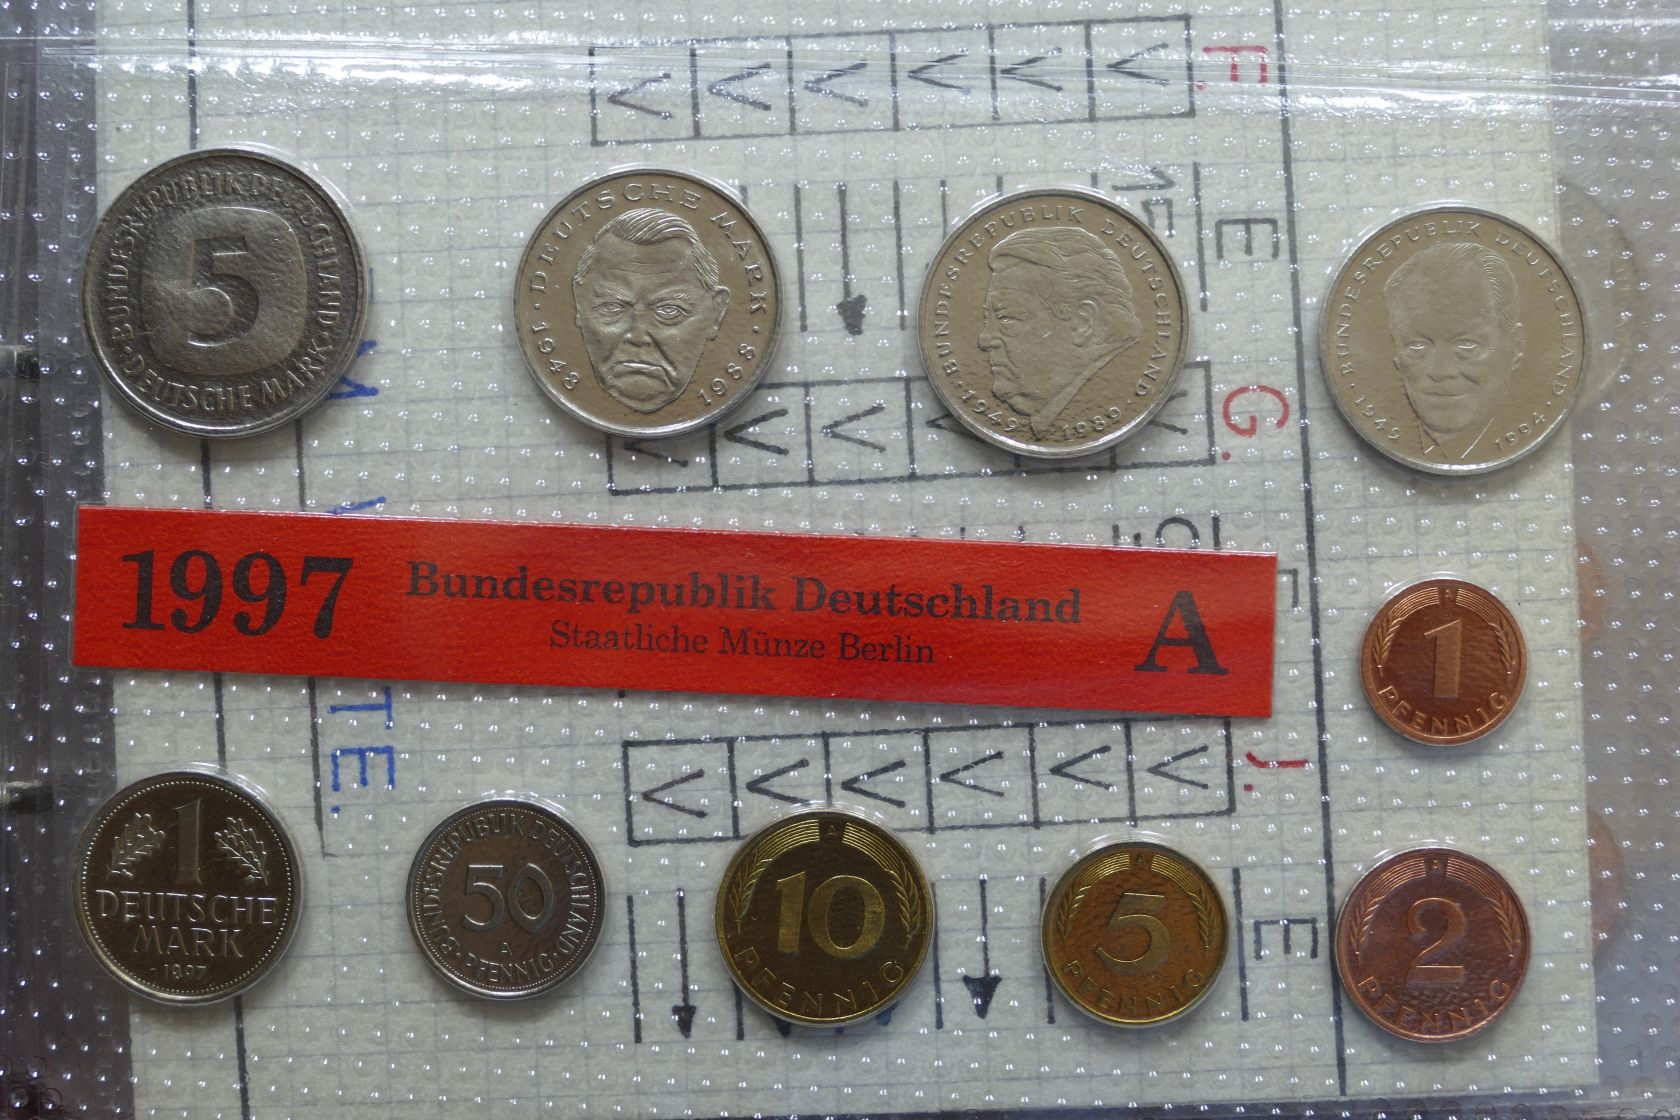 F.
BUNDESREPUBLIK DEUTSCHLAND
5
DEUTSCHE MARK
DEUTSCHE MARK
1948 1988
BUNDESREPUBLIK DEUTSCHLAND
1949 1989
BUNDESREPUBLIK DEUTSCHLAND
1949 1994
E
G.
1997 Bundesrepublik Deutschland A
Staatliche Münze Berlin
A
1
PFENNIG
TE.
J.
1
DEUTSCHE
MARK
1997
BUNDESREPUBLIK DEUTSCHLAND
50
A
PFENNIG
A
10
PFENNIG
A
5
PFENNIG
E
A
2
PFENNIG